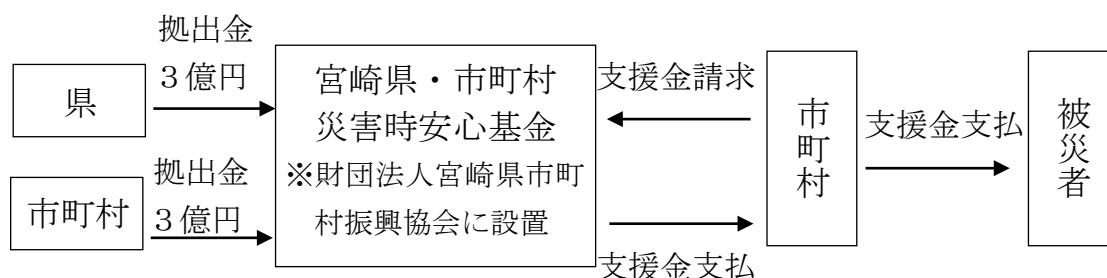 拠出金
３億円
県
拠出金
３億円
市町村
宮崎県・市町村
災害時安心基金
※財団法人宮崎県市町
村振興協会に設置
支援金請求
支援金支払
市町村
支援金支払
被災者